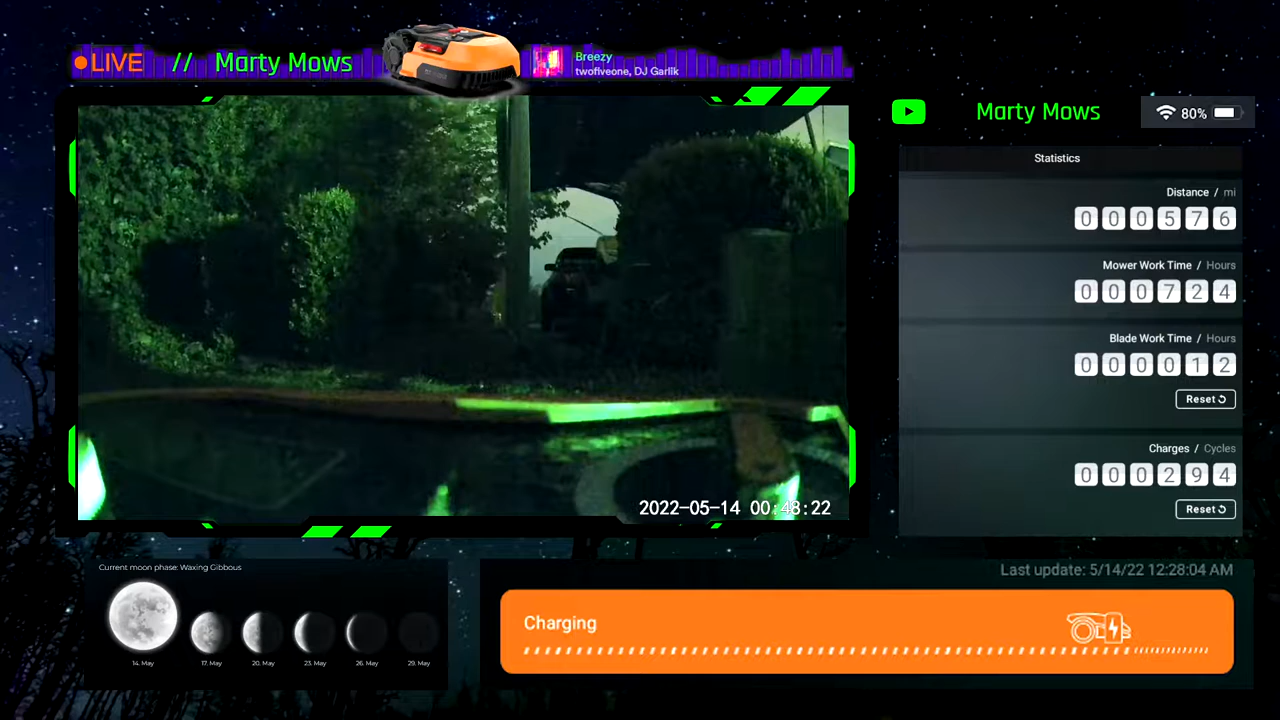 LIVE // Marty Mows
Breezy
twofiveone, DJ Garlik
Marty Mows
80%
Statistics
Distance / mi
000576
Mower Work Time / Hours
000724
Blade Work Time / Hours
000012
Reset
Charges / Cycles
000294
Reset
2022-05-14 00:48:22
Current moon phase: Waxing Gibbous
14. May
17. May
20. May
23. May
26. May
29. May
Last update: 5/14/22 12:28:04 AM
Charging